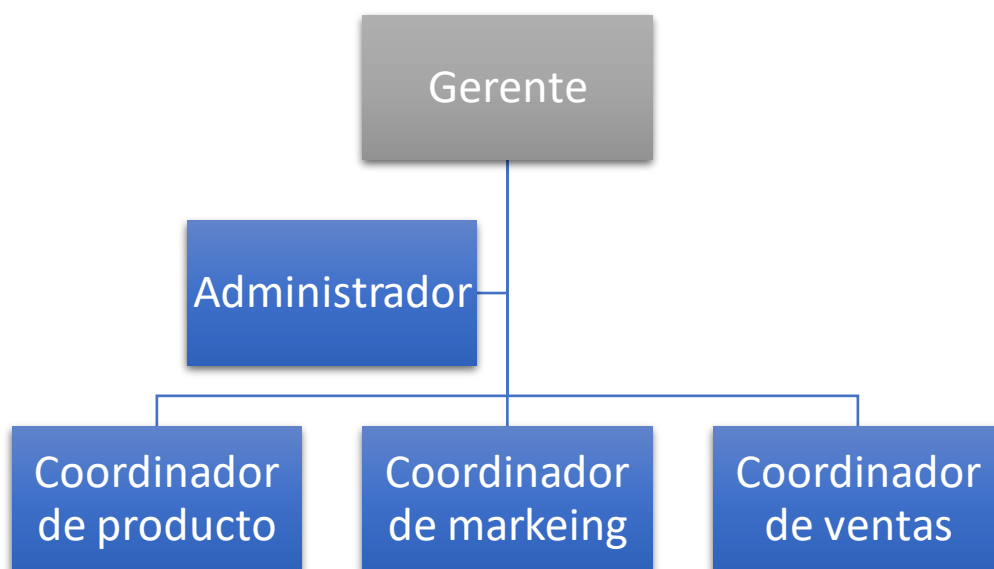 Gerente
Administrador
Coordinador
de producto
Coordinador
de markeing
Coordinador
de ventas